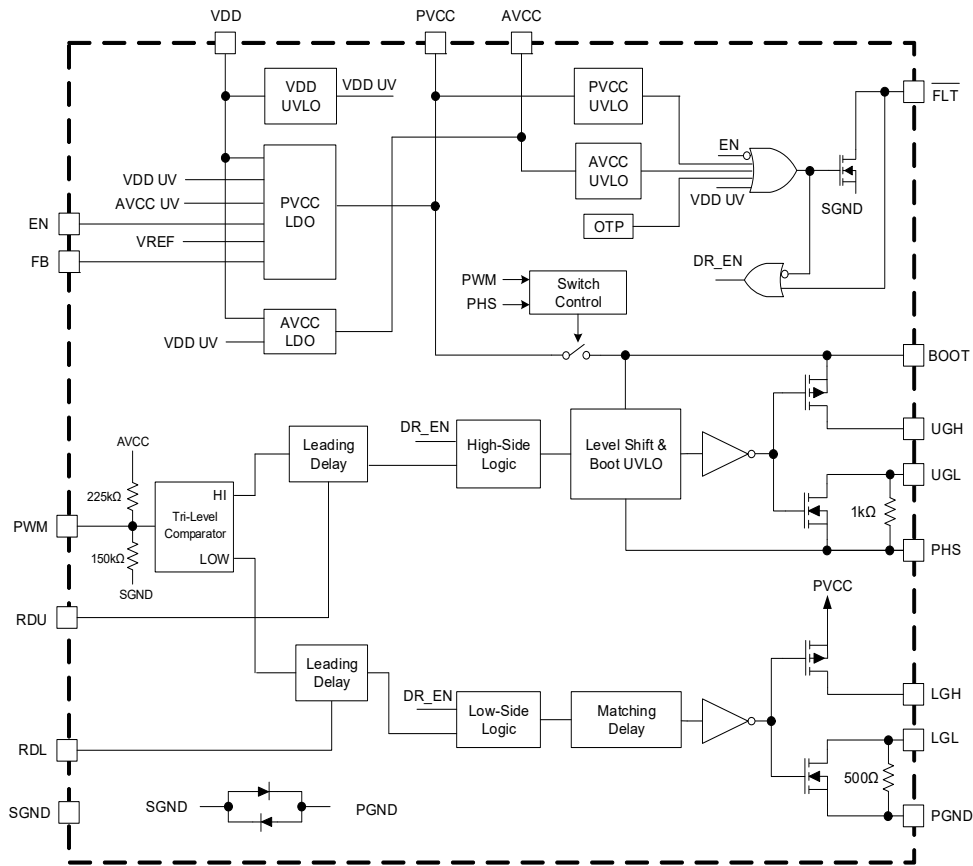 VDD
PVCC
AVCC
VDD
UVLO
VDD UV
PVCC
UVLO
FLT
EN
AVCC
UVLO
VDD UV
SGND
OTP
VDD UV
AVCC UV
PVCC
LDO
EN
VREF
FB
DR_EN
PWM
PHS
Switch
Control
AVCC
LDO
VDD UV
BOOT
UGH
DR_EN
High-Side
Logic
Level Shift &
Boot UVLO
Leading
Delay
AVCC
225kΩ
HI
UGL
1kΩ
PWM
Tri-Level
Comparator
150kΩ
LOW
PHS
SGND
PVCC
RDU
Leading
Delay
DR_EN
Low-Side
Logic
Matching
Delay
LGH
RDL
LGL
500Ω
SGND
SGND
PGND
PGND